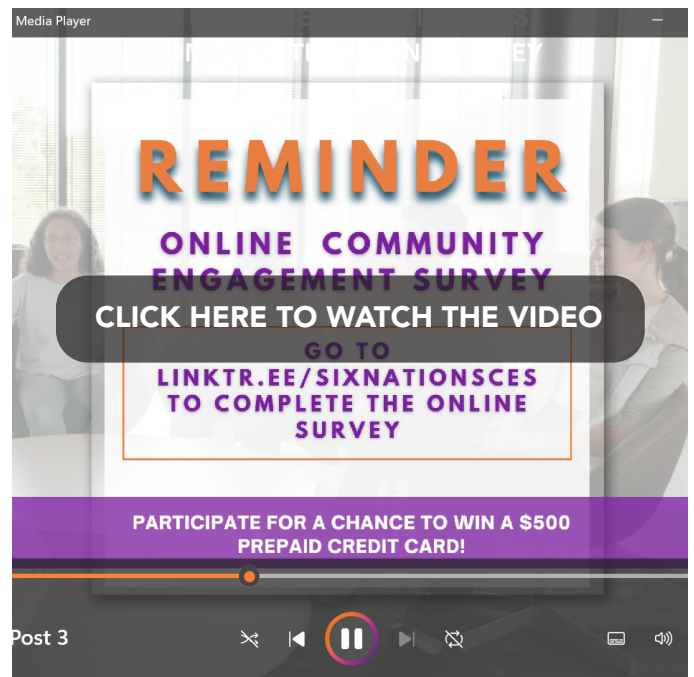 Media Player
REMINDER
ONLINE COMMUNITY
ENGAGEMENT SURVEY
CLICK HERE TO WATCH THE VIDEO
GO TO
LINKTR.EE/SIXNATIONSCES
TO COMPLETE THE ONLINE
SURVEY
PARTICIPATE FOR A CHANCE TO WIN A $500
PREPAID CREDIT CARD!
Post 3